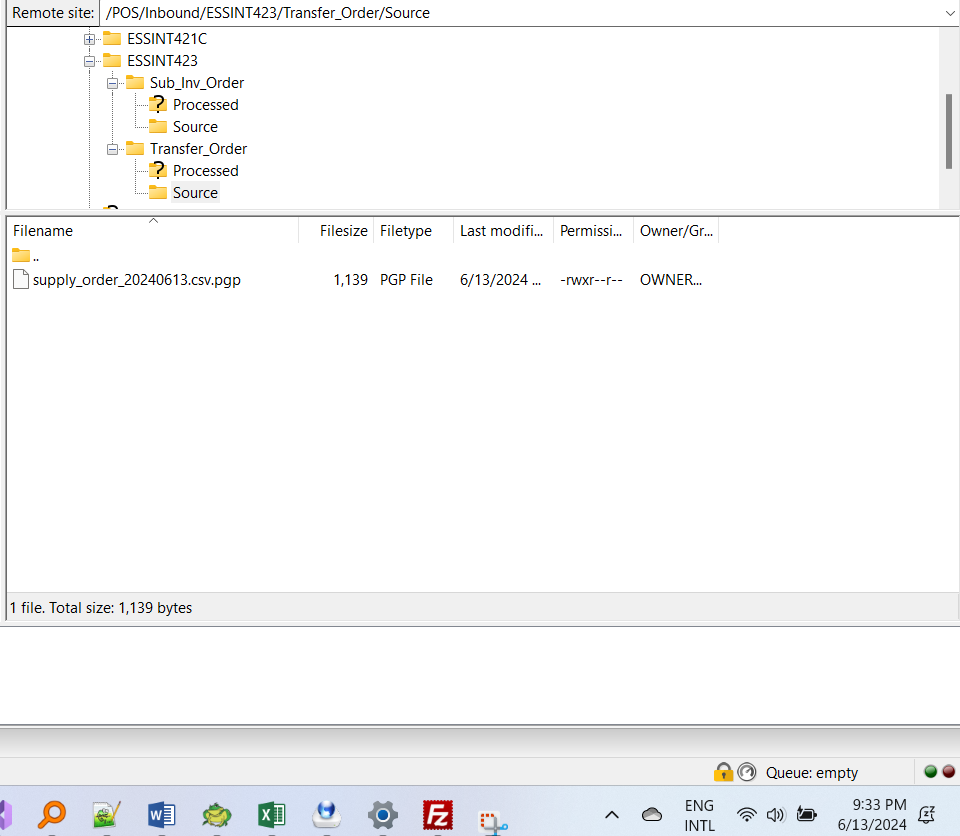 Remote site: /POS/Inbound/ESSINT423/Transfer_Order/Source
ESSINT421C
ESSINT423
Sub_Inv_Order
Processed
Source
Transfer_Order
Processed
Source
Filename Filesize Filetype Last modifi... Permissi... Owner/Gr...
..
supply_order_20240613.csv.pgp 1,139 PGP File 6/13/2024 ... -rwxr--r-- OWNER...
1 file. Total size: 1,139 bytes
Queue: empty
ENG 9:33 PM
INTL 6/13/2024